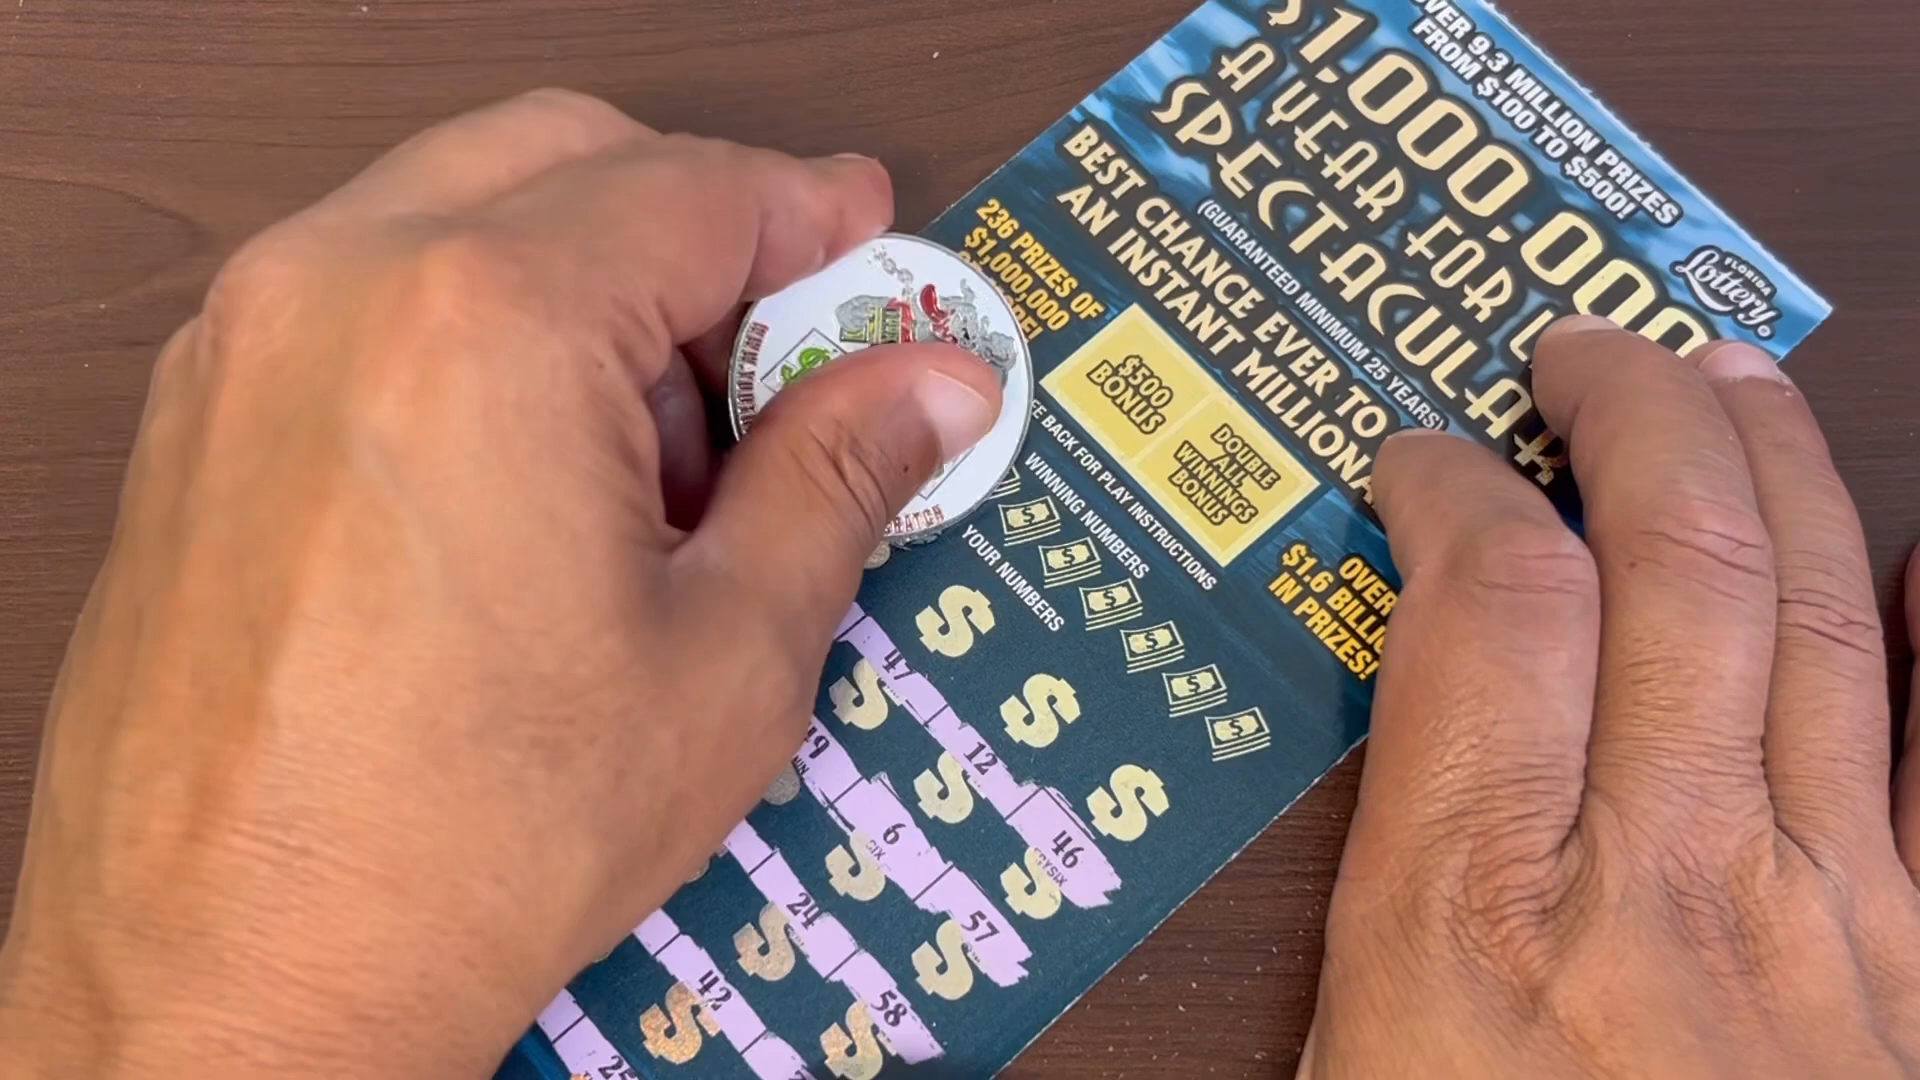 OVER 9.3 MILLION PRIZES
FROM $100 TO $500!
$1,000,000
A YEAR FOR
SPECTACULAR
(GUARANTEED MINIMUM 25 YEARS)
FLORIDA
Lottery
BEST CHANCE EVER TO
AN INSTANT MILLIONA
236 PRIZES OF
$1,000,000
$500
BONUS
DOUBLE
ALL
WINNINGS
BONUS
BACK FOR PLAY INSTRUCTIONS
OVER
$1.6 BILLIO
IN PRIZES!
WINNING NUMBERS
YOUR NUMBERS
47
12
46
19
6
SIX
57
24
58
42
25